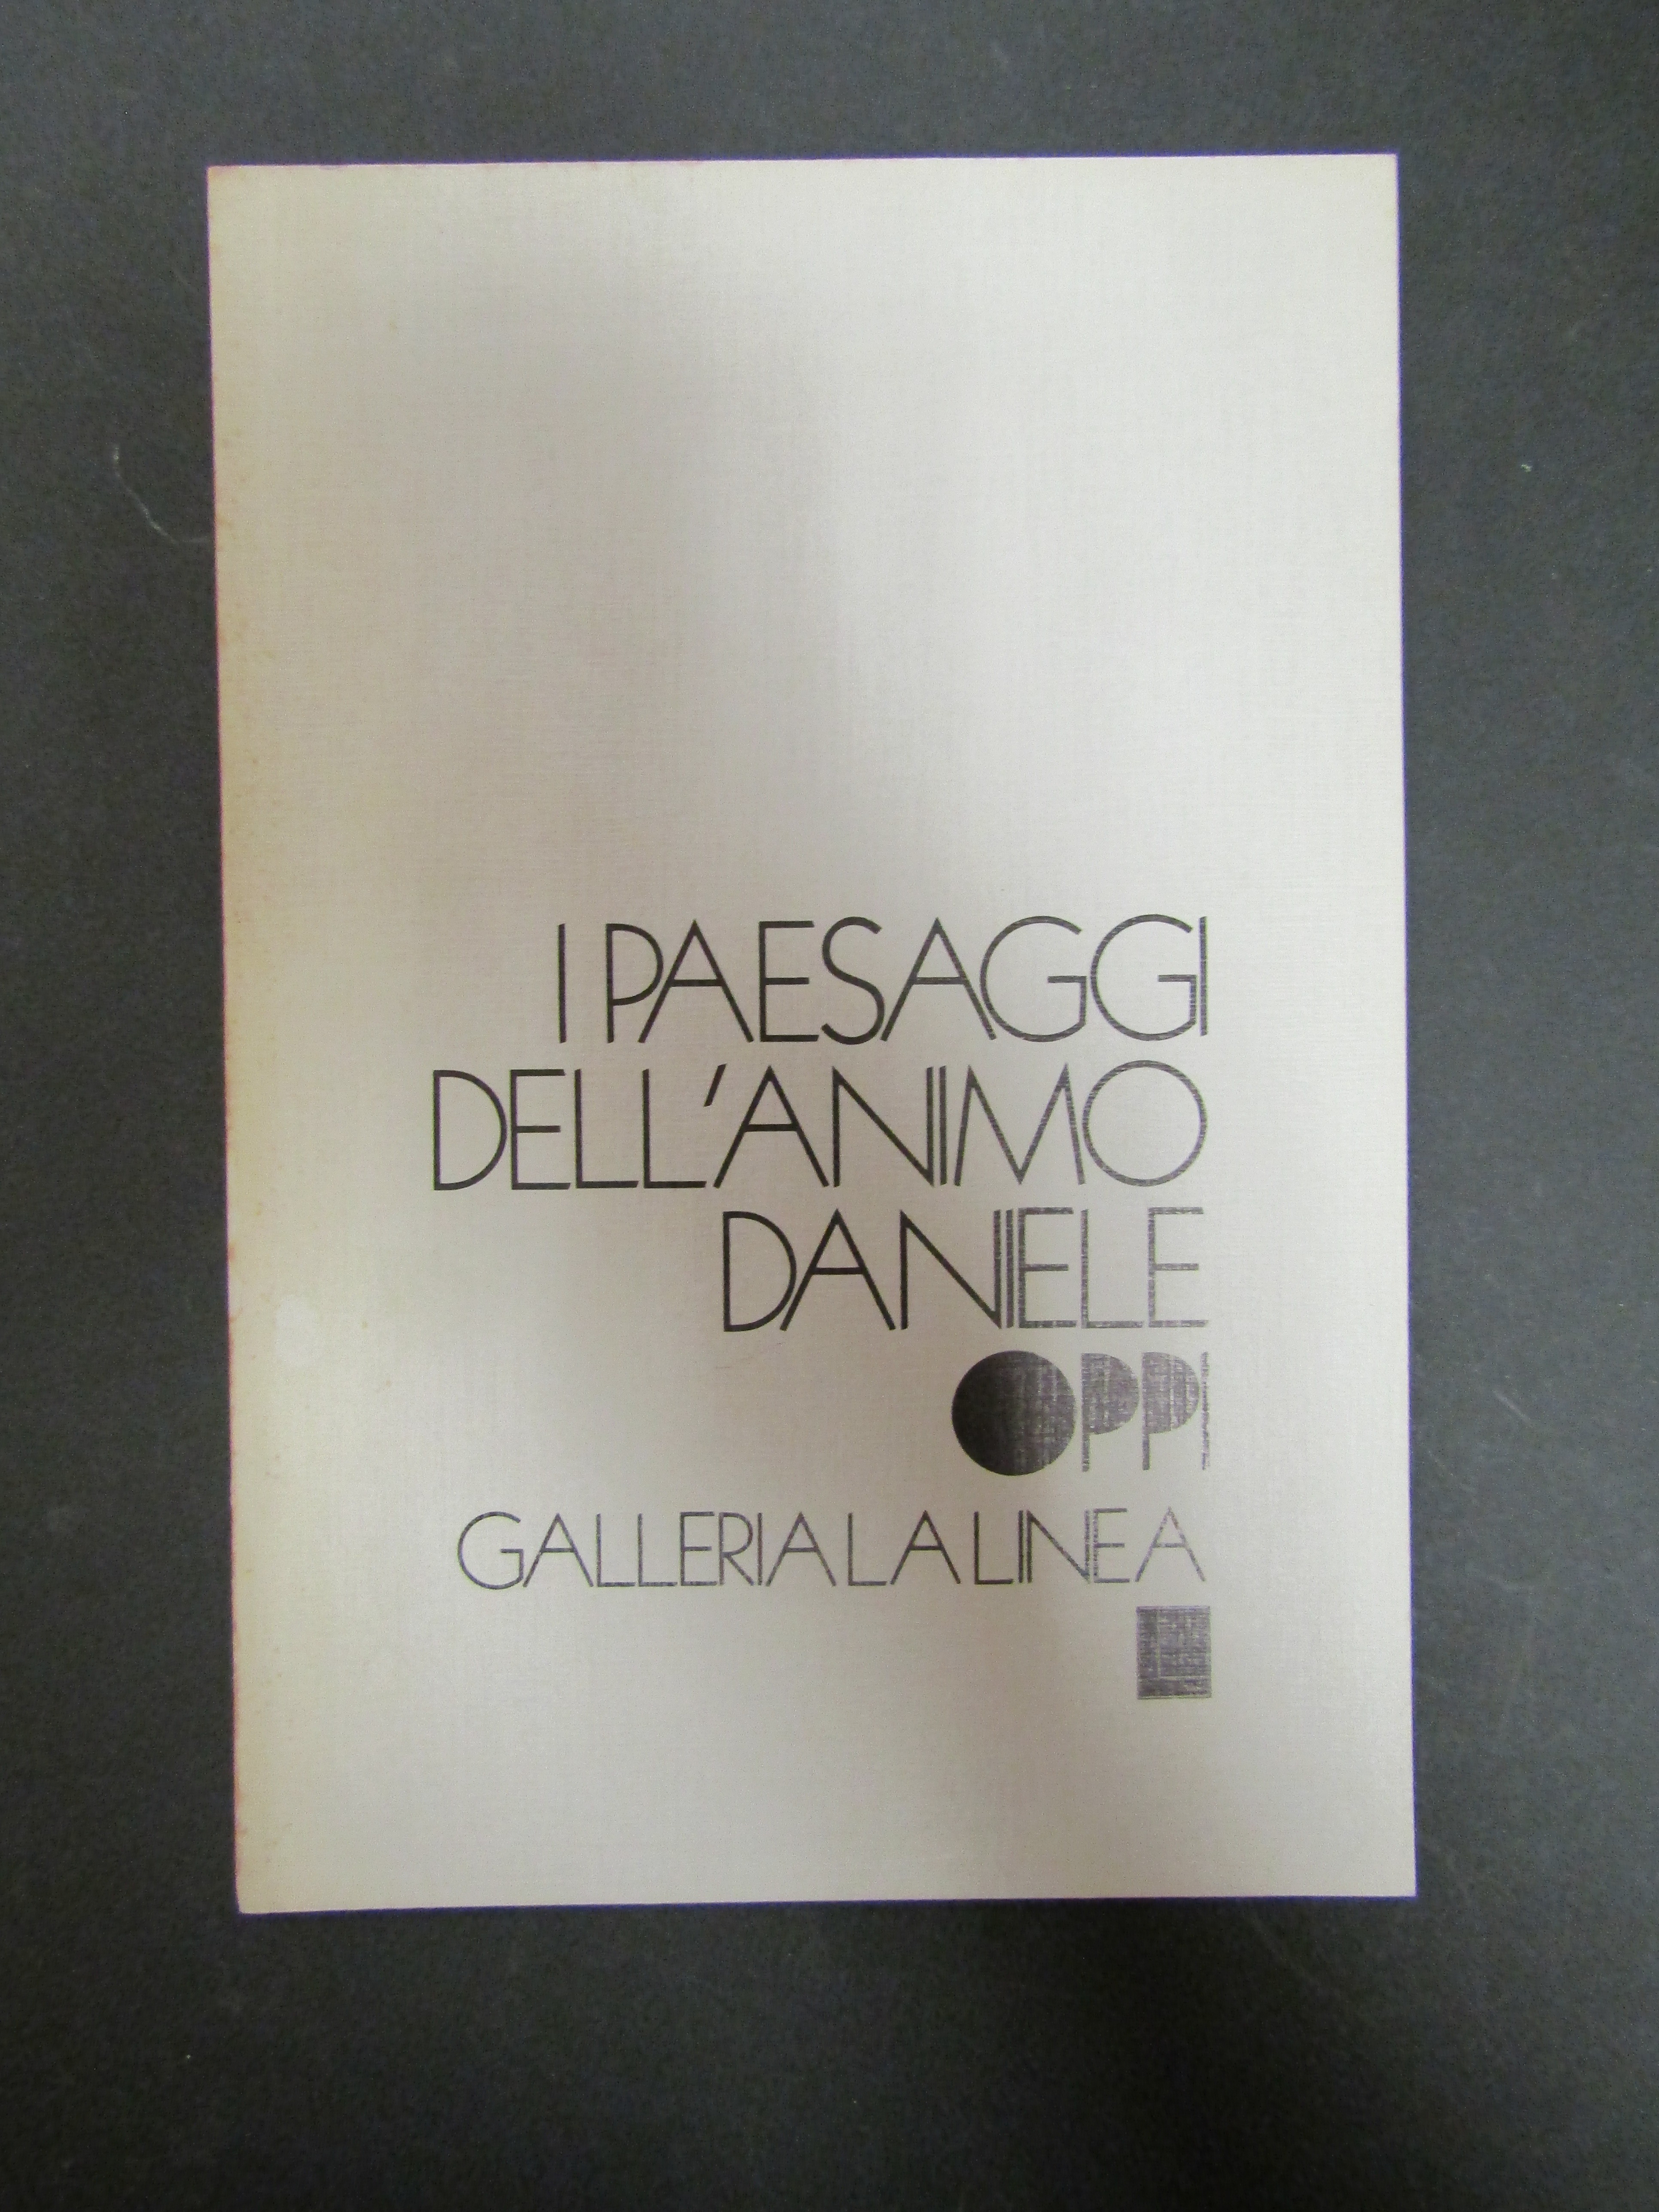 I PAESAGGI
DELL'ANIMO
DANIELE
OPPI
GALLERIA LA LINEA
L